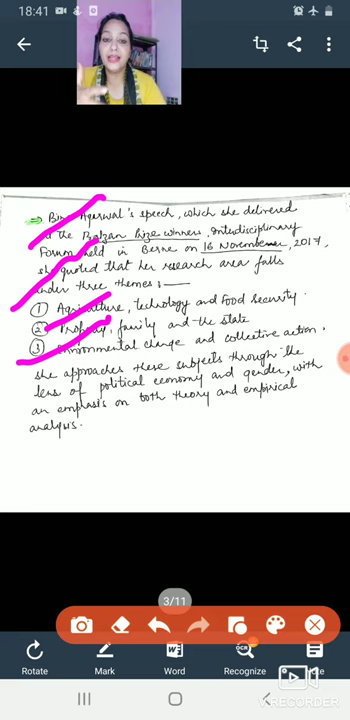 18:41
Bina Agarwal's speech, which she delivered
the Balzan Prize winners, Interdisciplinary
Forum held in Berne on 16 November, 2017,
she quoted that her research area falls
under three themes:—
① Agriculture, technology and Food Security.
② Property, family and the state
③ Environmental change and collective action.
she approaches these subjects through the
lens of political economy and gender, with
an emphasis on both theory and empirical
analysis.
3/11
Rotate
Mark
Word
OCR
Recognize
VRECORDER